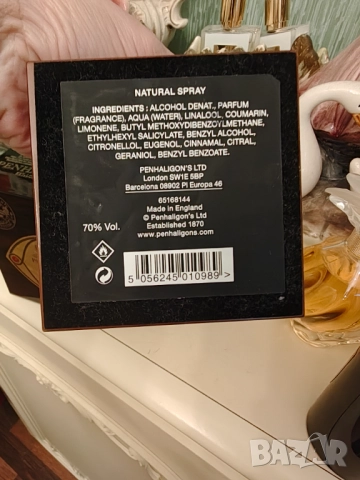 NATURAL SPRAY
INGREDIENTS : ALCOHOL DENAT., PARFUM
(FRAGRANCE), AQUA (WATER), LINALOOL, COUMARIN,
LIMONENE, BUTYL METHOXYDIBENZOYLMETHANE,
ETHYLHEXYL SALICYLATE, BENZYL ALCOHOL,
CITRONELLOL, EUGENOL, CINNAMAL, CITRAL,
GERANIOL, BENZYL BENZOATE.
PENHALIGON'S LTD
London SW1E 5BP
Barcelona 08902 Pl Europa 46
65168144
Made in England
© Penhaligon's Ltd
Established 1870
www.penhaligons.com
70% Vol.
5 056245 010989 >
BAZAR